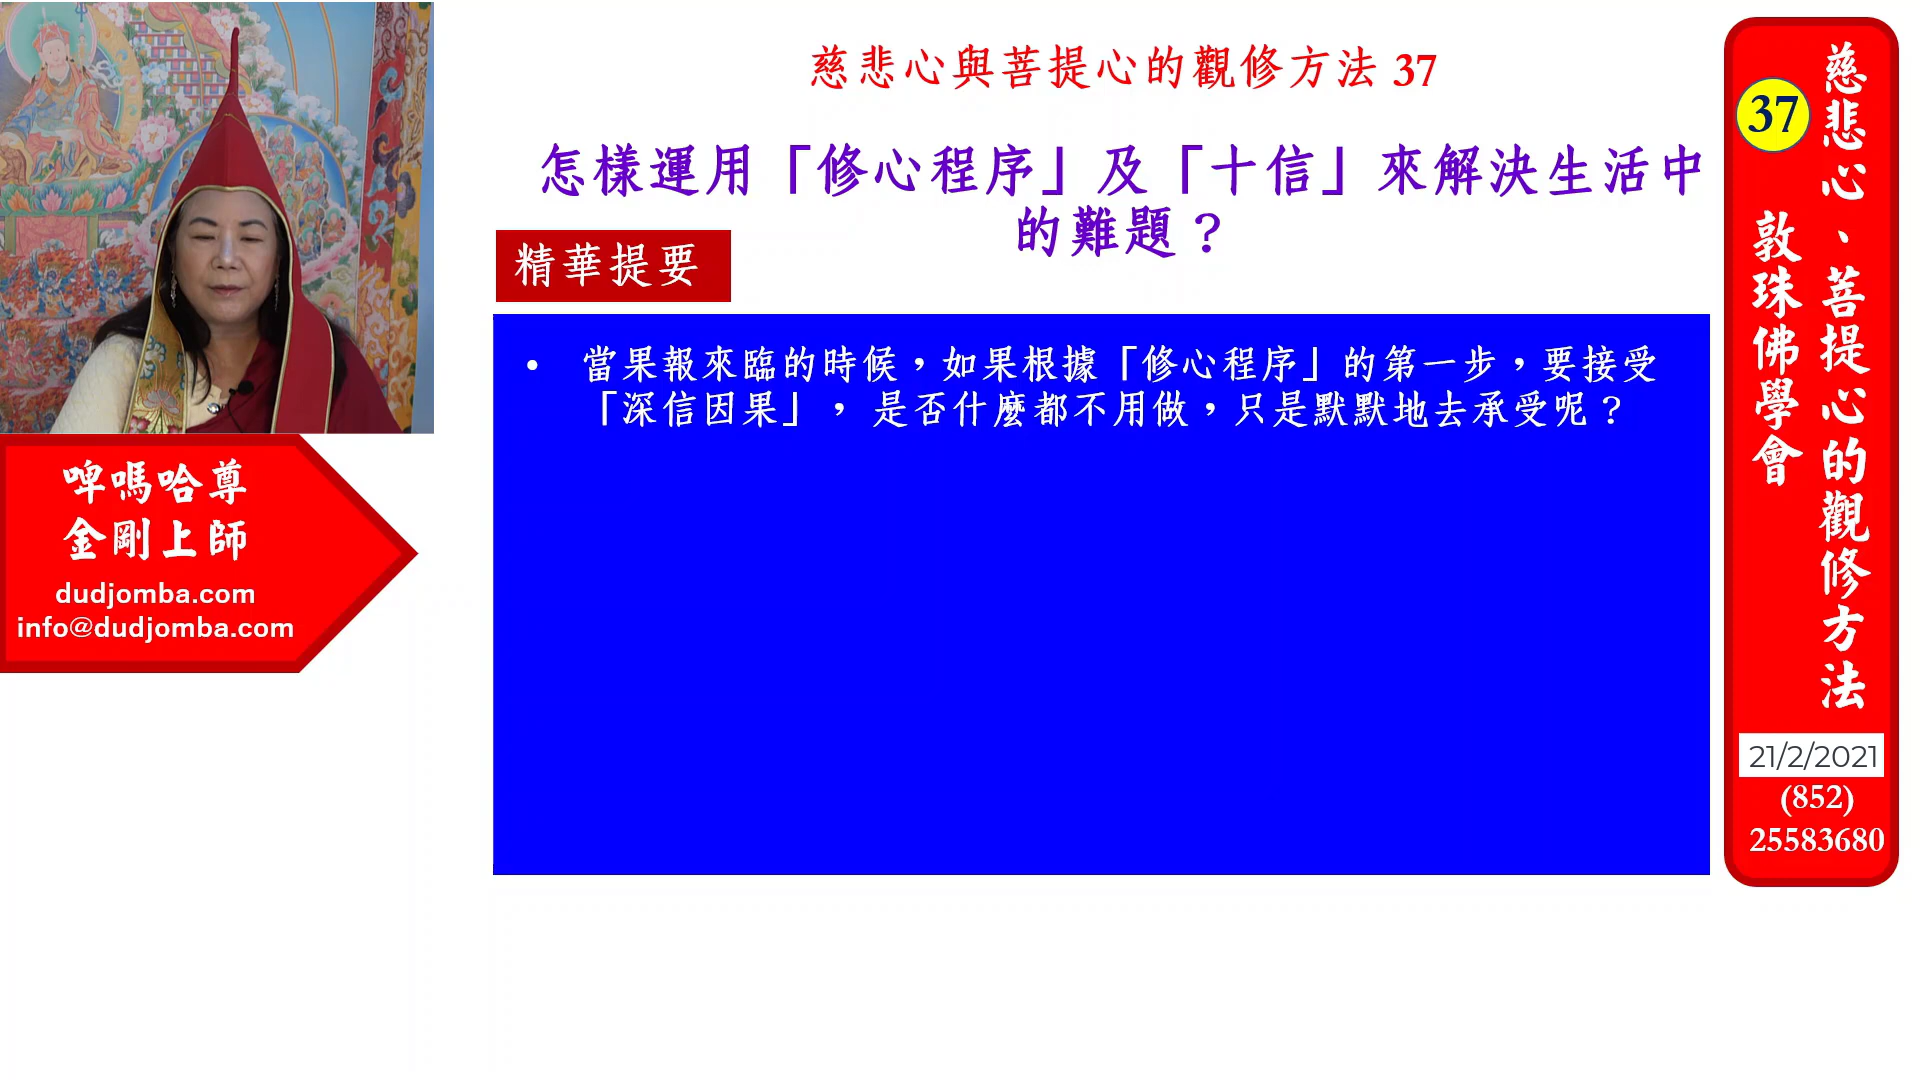 慈悲心與菩提心的觀修方法 37
怎樣運用「修心程序」及「十信」來解決生活中
的難題？
精華提要
• 當果報來臨的時候，如果根據「修心程序」的第一步，要接受
「深信因果」， 是否什麼都不用做，只是默默地去承受呢？
啤嗎哈尊
金剛上師
dudjomba.com
info@dudjomba.com
慈悲心、菩提心的觀修方法
37
敦珠佛學會
21/2/2021
(852)
25583680